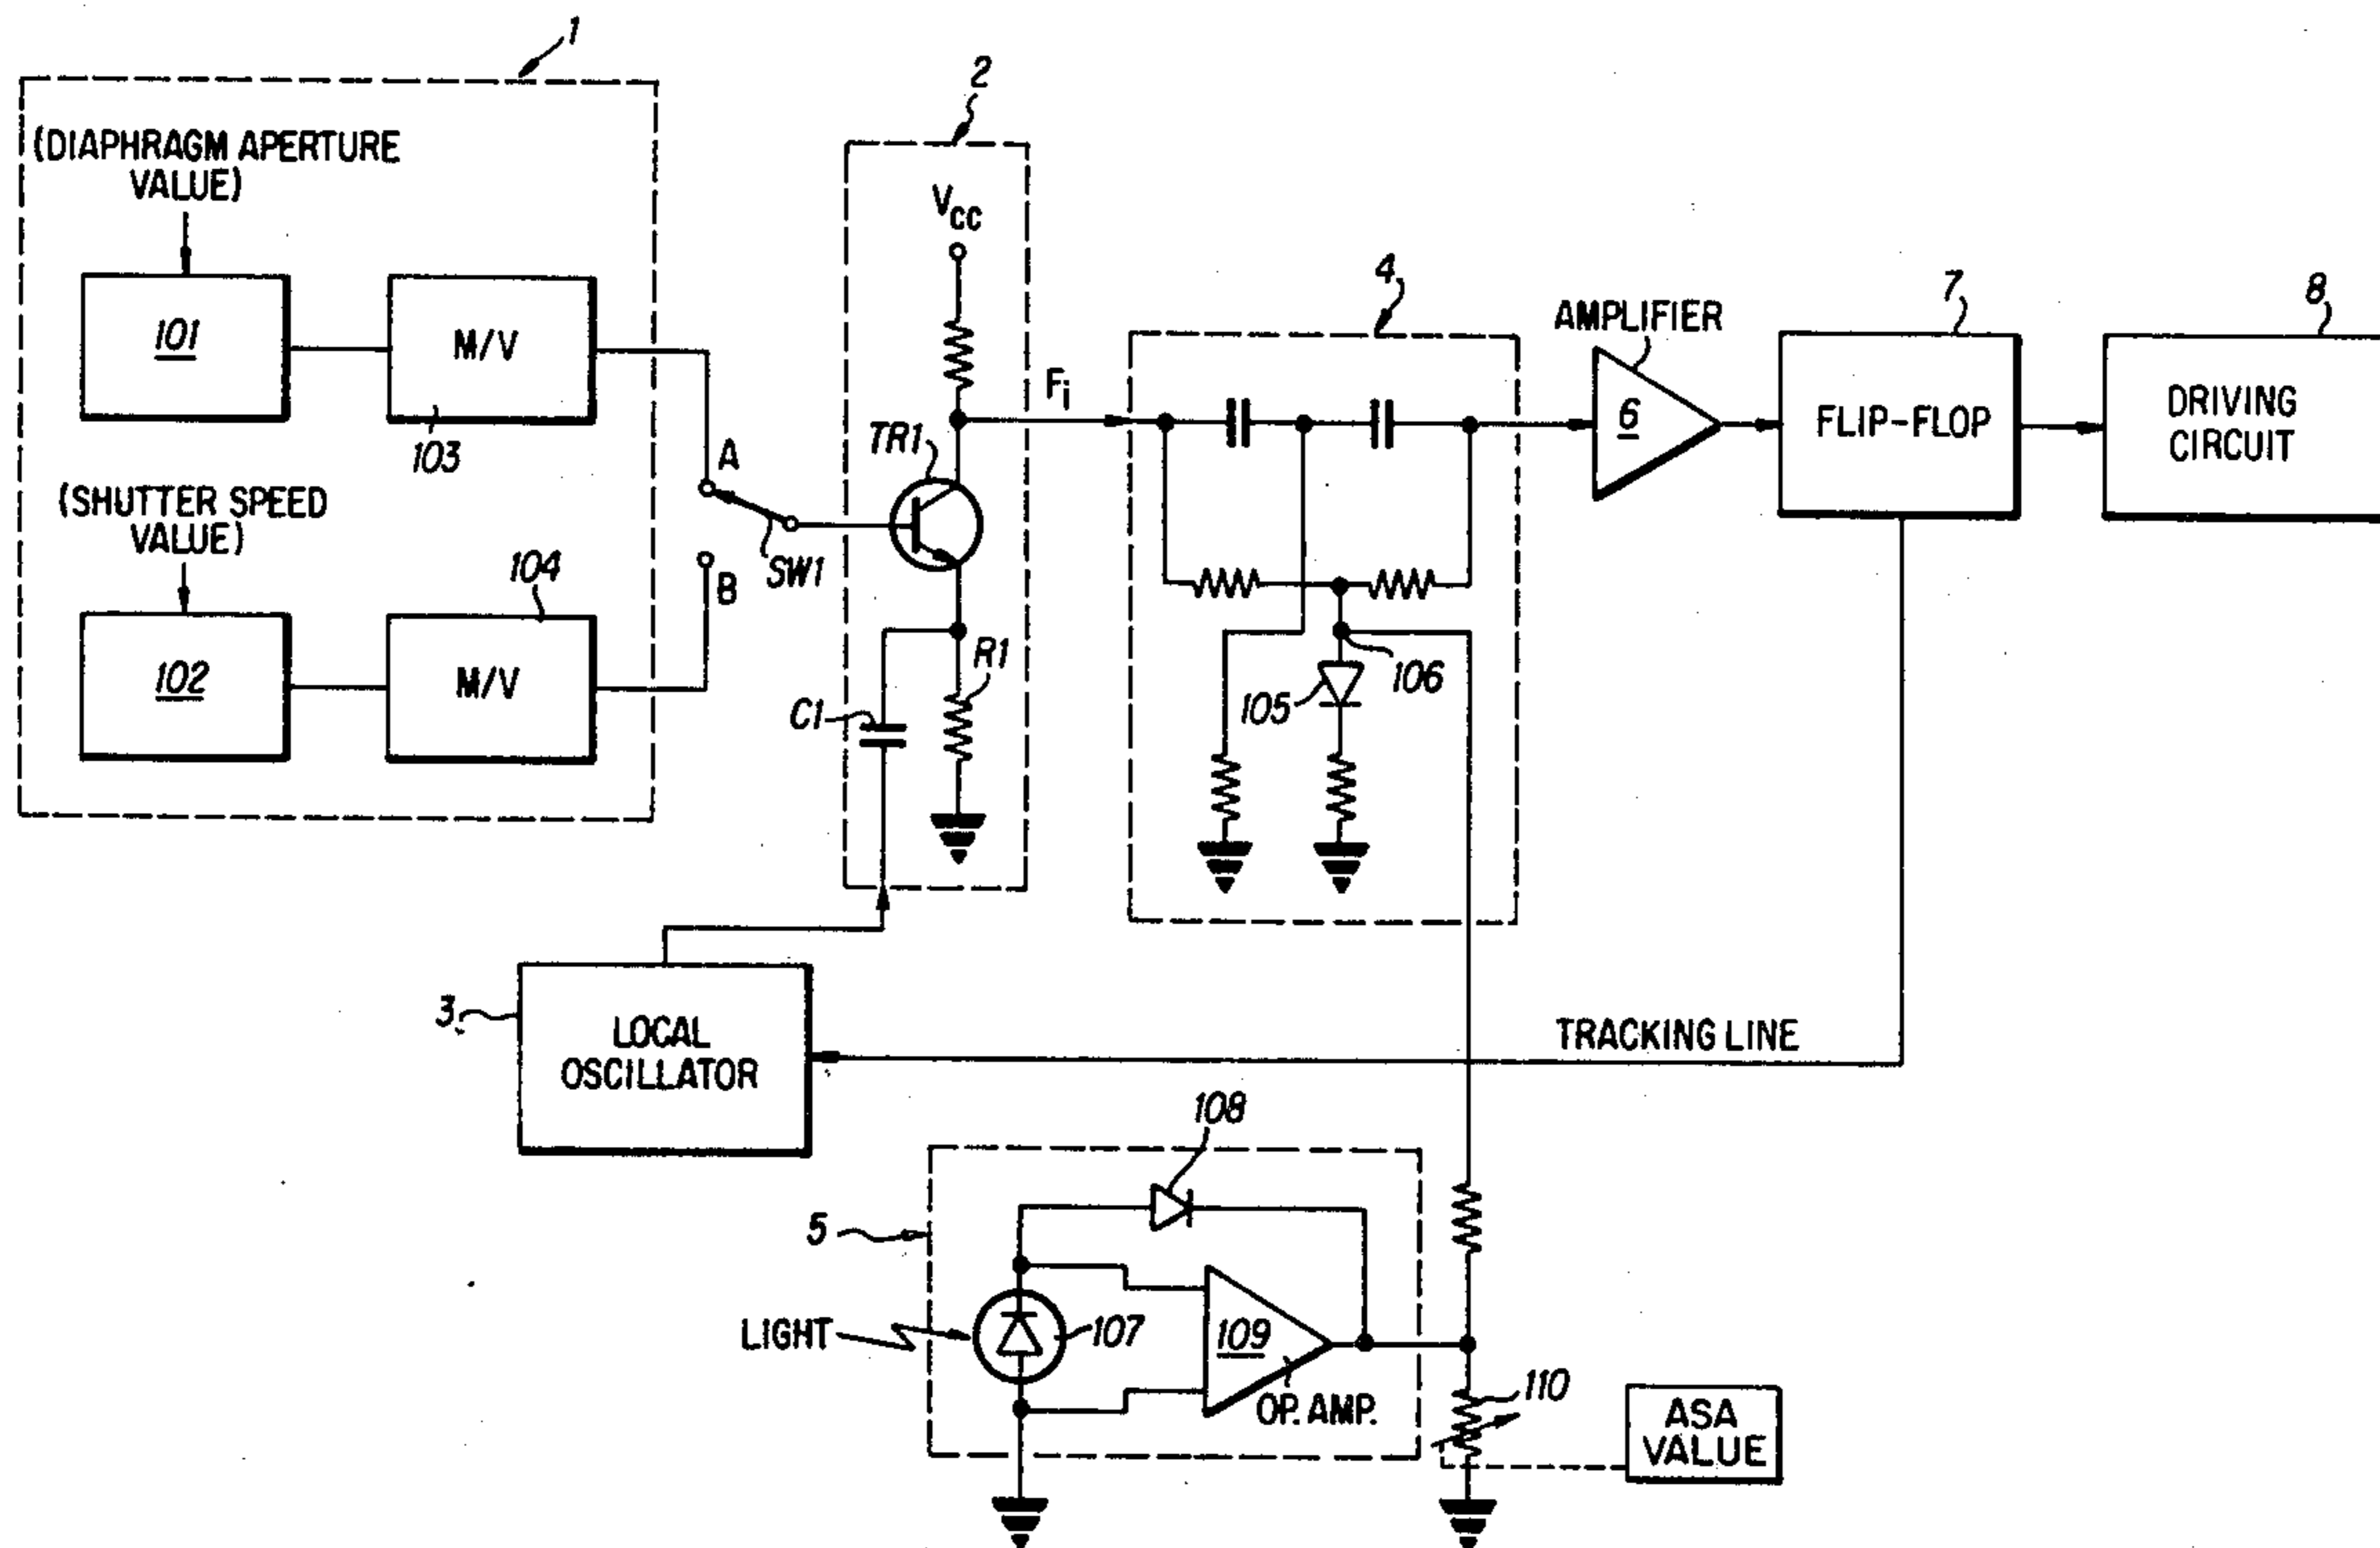 1
(DIAPHRAGM APERTURE
VALUE)
101
M/V
103
(SHUTTER SPEED
VALUE)
102
M/V
104
A
B
SW1
2
VCC
TR1
R1
C1
Fi
4
105
106
AMPLIFIER
6
7
FLIP-FLOP
8
DRIVING
CIRCUIT
3
LOCAL
OSCILLATOR
TRACKING LINE
5
108
LIGHT
107
109
OP. AMP.
110
ASA
VALUE